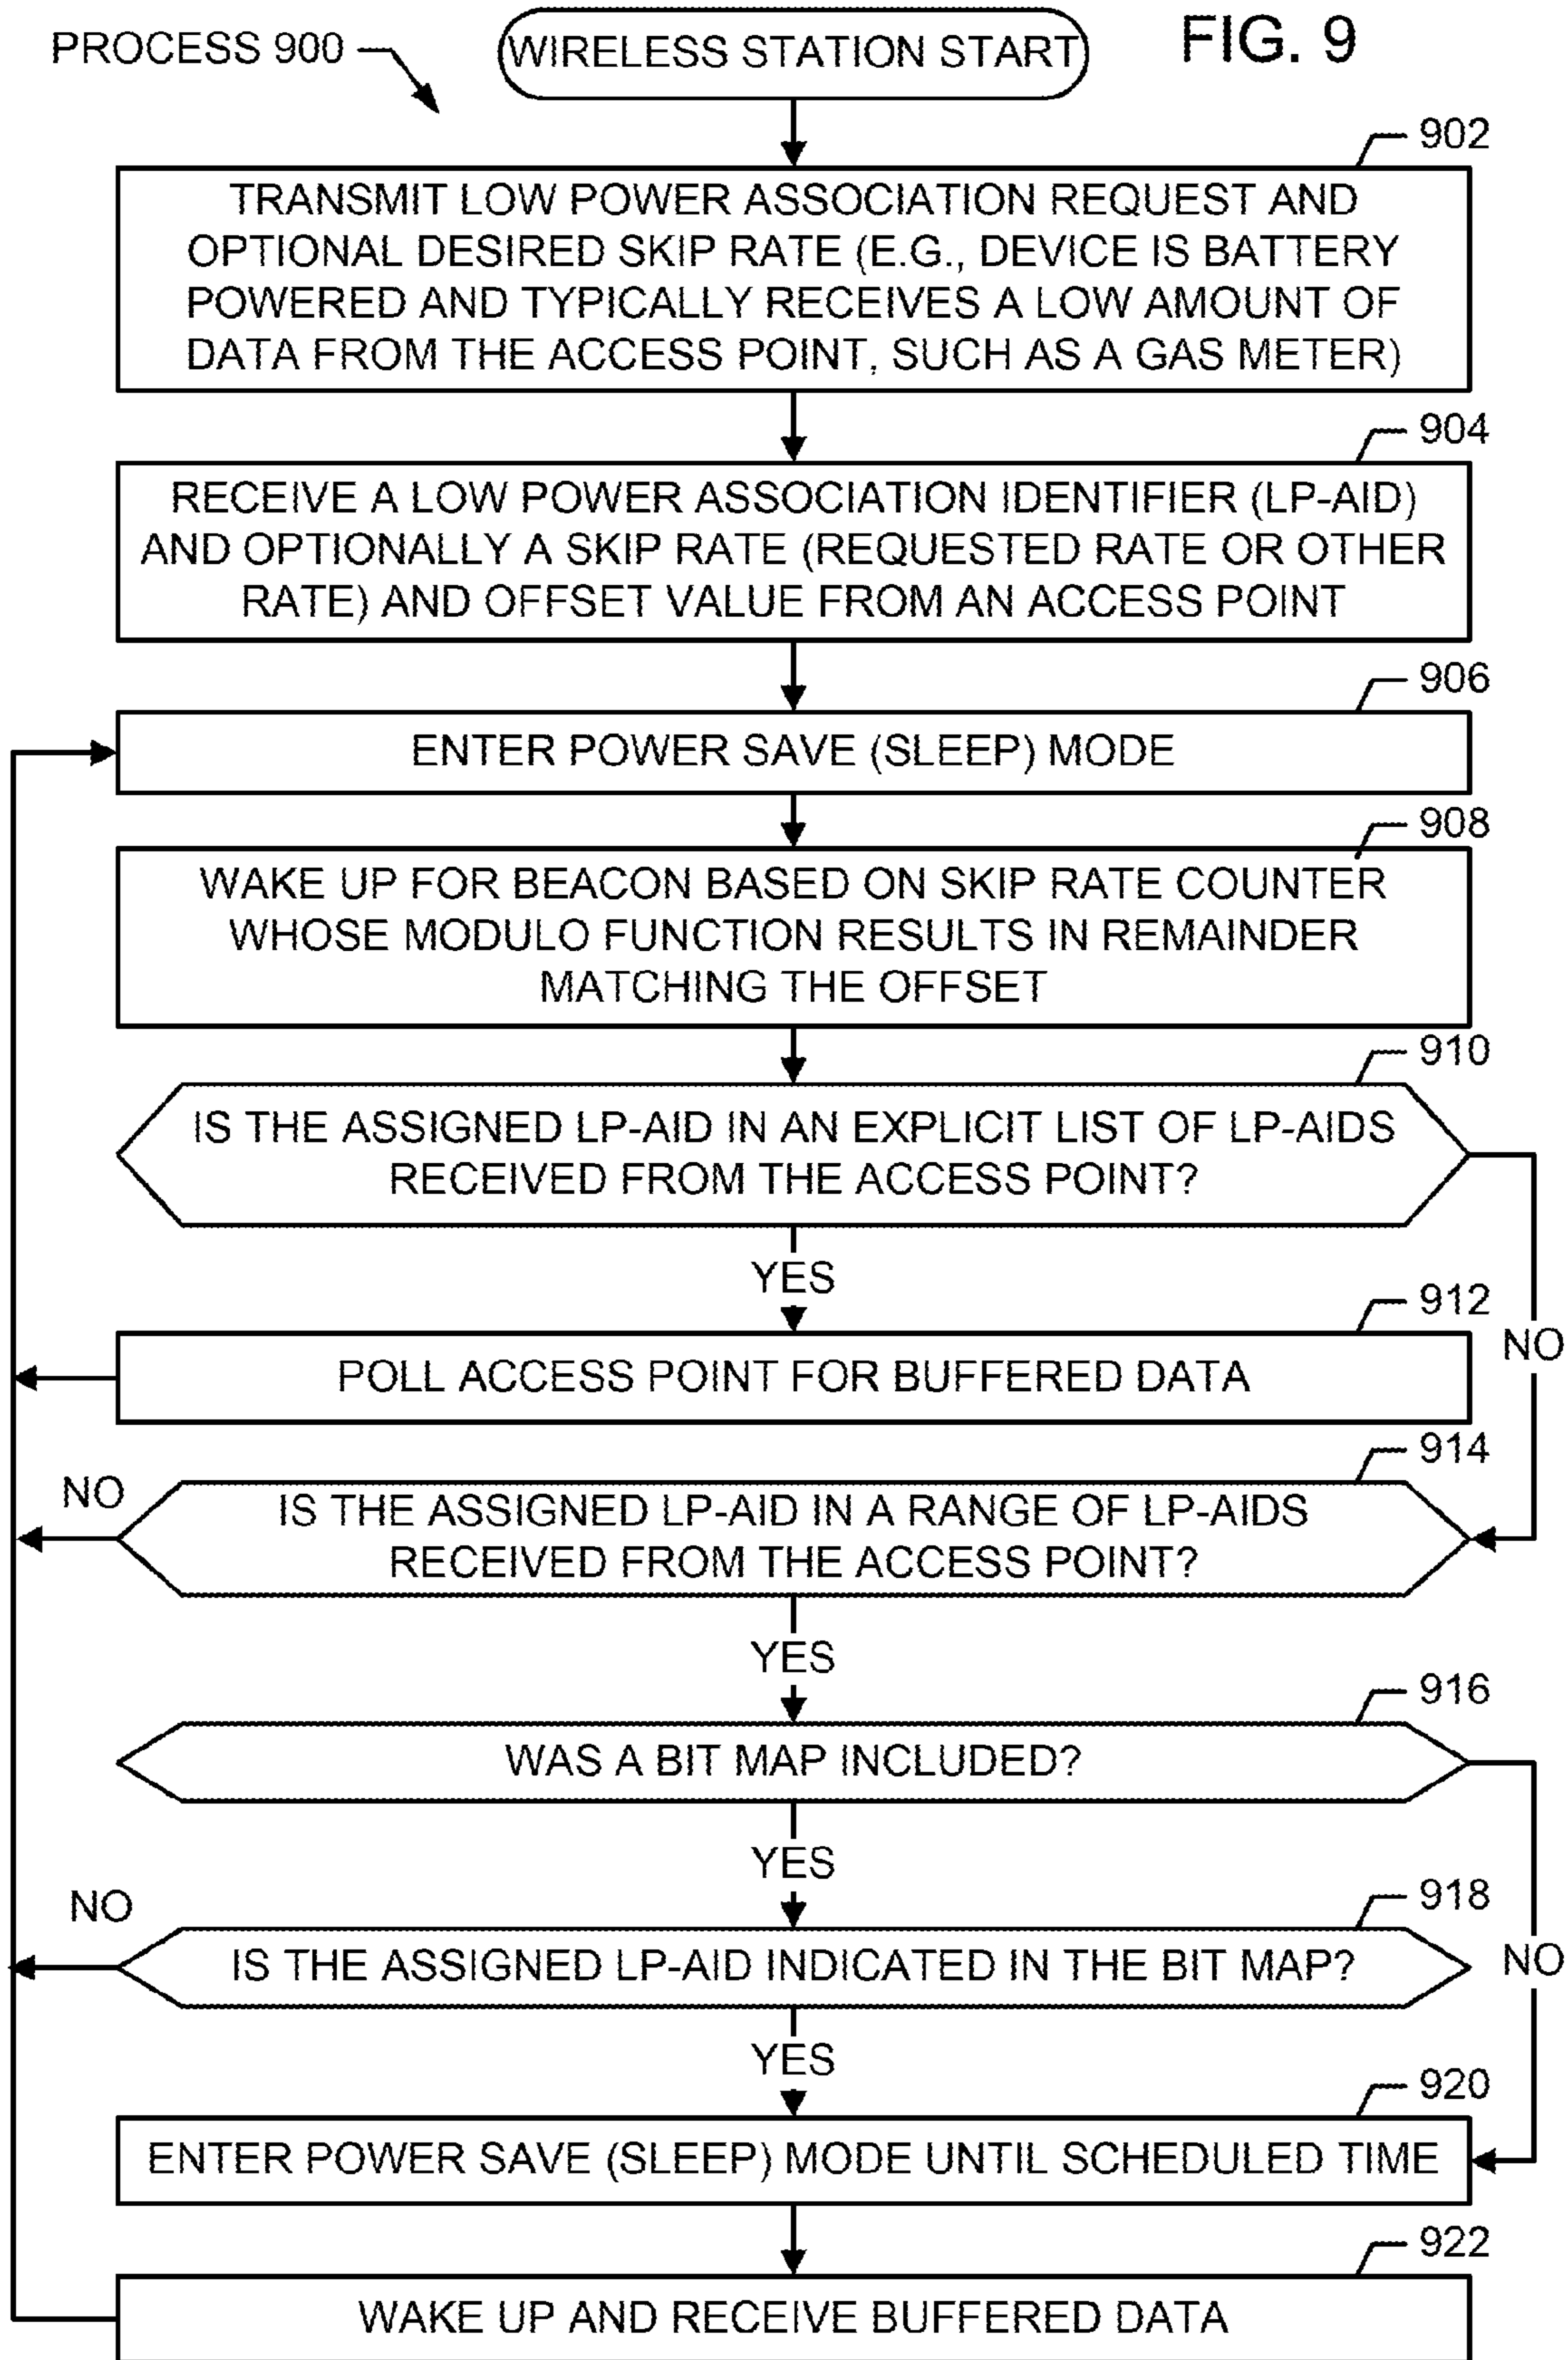 PROCESS 900
WIRELESS STATION START
FIG. 9
902
TRANSMIT LOW POWER ASSOCIATION REQUEST AND
OPTIONAL DESIRED SKIP RATE (E.G., DEVICE IS BATTERY
POWERED AND TYPICALLY RECEIVES A LOW AMOUNT OF
DATA FROM THE ACCESS POINT, SUCH AS A GAS METER)
904
RECEIVE A LOW POWER ASSOCIATION IDENTIFIER (LP-AID)
AND OPTIONALLY A SKIP RATE (REQUESTED RATE OR OTHER
RATE) AND OFFSET VALUE FROM AN ACCESS POINT
906
ENTER POWER SAVE (SLEEP) MODE
908
WAKE UP FOR BEACON BASED ON SKIP RATE COUNTER
WHOSE MODULO FUNCTION RESULTS IN REMAINDER
MATCHING THE OFFSET
910
IS THE ASSIGNED LP-AID IN AN EXPLICIT LIST OF LP-AIDS
RECEIVED FROM THE ACCESS POINT?
YES
912
NO
POLL ACCESS POINT FOR BUFFERED DATA
914
NO
IS THE ASSIGNED LP-AID IN A RANGE OF LP-AIDS
RECEIVED FROM THE ACCESS POINT?
YES
916
WAS A BIT MAP INCLUDED?
YES
918
NO
IS THE ASSIGNED LP-AID INDICATED IN THE BIT MAP?
NO
YES
920
ENTER POWER SAVE (SLEEP) MODE UNTIL SCHEDULED TIME
922
WAKE UP AND RECEIVE BUFFERED DATA